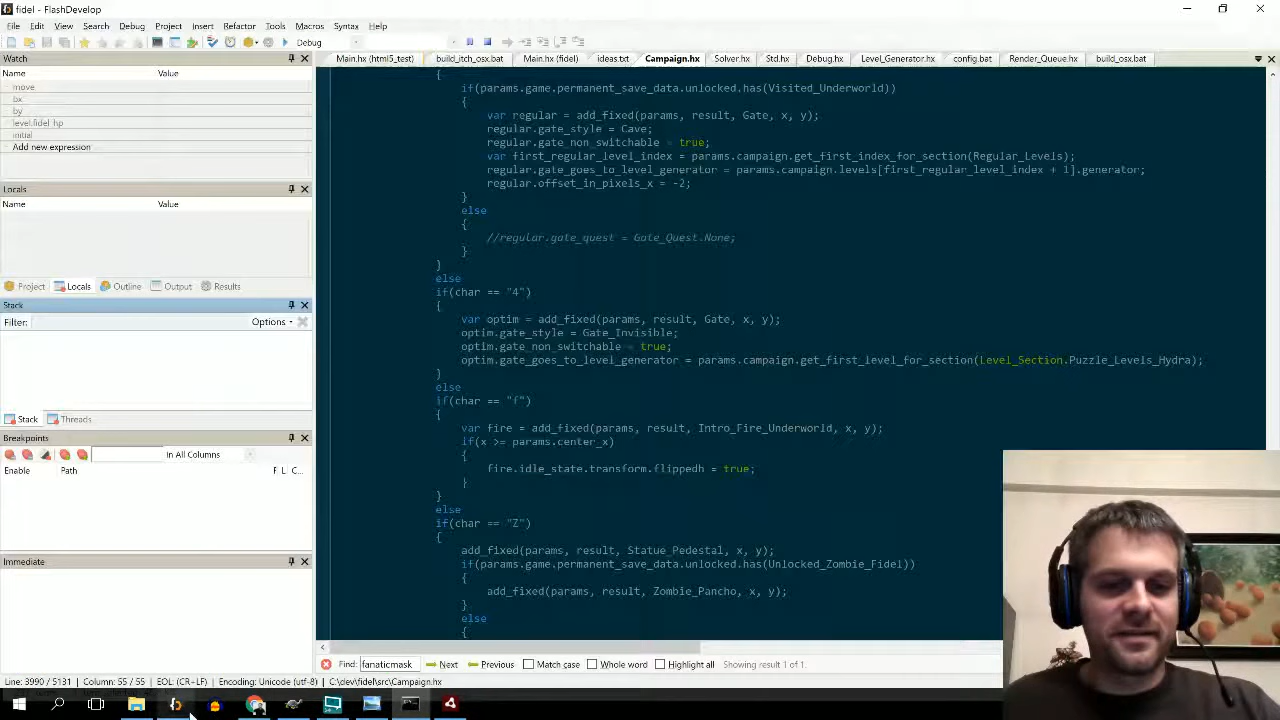 fidel - FlashDevelop
File Edit View Search Debug Project Insert Refactor Tools Macros Syntax Help
Debug
Watch
Name Value
move
bx
by
level.fidel_hp
initial
Add new expression
Locals
Name Value
Project Locals Outline Output Results
Stack
Filter: Options
Stack Threads
Breakpoints
In All Columns
Enable Path F L C...
Immediate
Main.hx (html5_test) build_itch_osx.bat Main.hx (fidel) ideas.txt Campaign.hx Solver.hx Std.hx Debug.hx Level_Generator.hx config.bat Render_Queue.hx build_osx.bat
{
if(params.game.permanent_save_data.unlocked.has(Visited_Underworld))
{
var regular = add_fixed(params, result, Gate, x, y);
regular.gate_style = Cave;
regular.gate_non_switchable = true;
var first_regular_level_index = params.campaign.get_first_index_for_section(Regular_Levels);
regular.gate_goes_to_level_generator = params.campaign.levels[first_regular_level_index + 1].generator;
regular.offset_in_pixels_x = -2;
}
else
{
//regular.gate_quest = Gate_Quest.None;
}
}
else
if(char == "4")
{
var optim = add_fixed(params, result, Gate, x, y);
optim.gate_style = Gate_Invisible;
optim.gate_non_switchable = true;
optim.gate_goes_to_level_generator = params.campaign.get_first_level_for_section(Level_Section.Puzzle_Levels_Hydra);
}
else
if(char == "f")
{
var fire = add_fixed(params, result, Intro_Fire_Underworld, x, y);
if(x >= params.center_x)
{
fire.idle_state.transform.flippedh = true;
}
}
else
if(char == "Z")
{
add_fixed(params, result, Statue_Pedestal, x, y);
if(params.game.permanent_save_data.unlocked.has(Unlocked_Zombie_Fidel))
{
add_fixed(params, result, Zombie_Pancho, x, y);
}
else
{
Find: fanaticmask Next Previous Match case Whole word Highlight all Showing result 1 of 1.
Line: 3990 / 5131 Column: 55 / 55 EOL: (CR+LF) Encoding: Unicode (utf-8) C:\dev\fidel\src\Campaign.hx